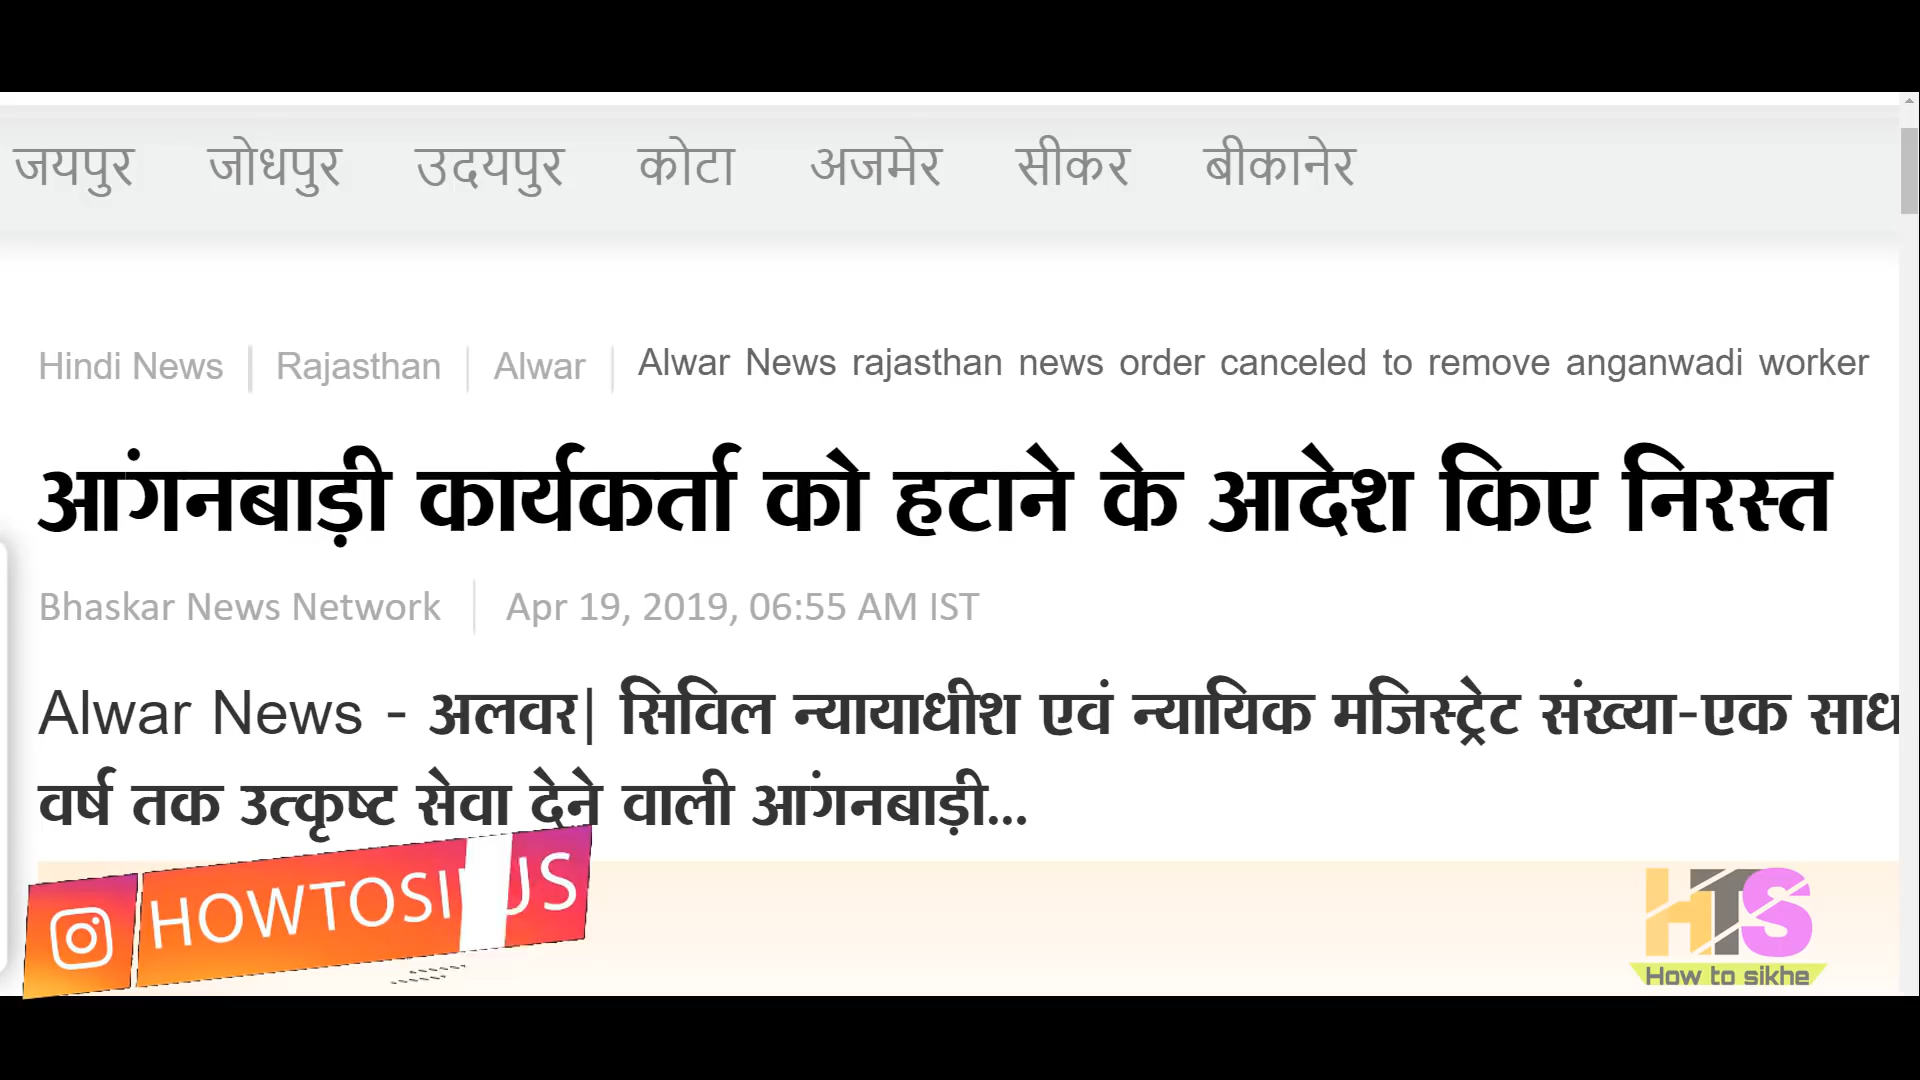 जयपुर जोधपुर उदयपुर कोटा अजमेर सीकर बीकानेर
Hindi News | Rajasthan | Alwar | Alwar News rajasthan news order canceled to remove anganwadi worker
आंगनबाड़ी कार्यकर्ता को हटाने के आदेश किए निरस्त
Bhaskar News Network | Apr 19, 2019, 06:55 AM IST
Alwar News - अलवर| सिविल न्यायाधीश एवं न्यायिक मजिस्ट्रेट संख्या-एक
वर्ष तक उत्कृष्ट सेवा देने वाली आंगनबाड़ी...
HTS
How to sikhe